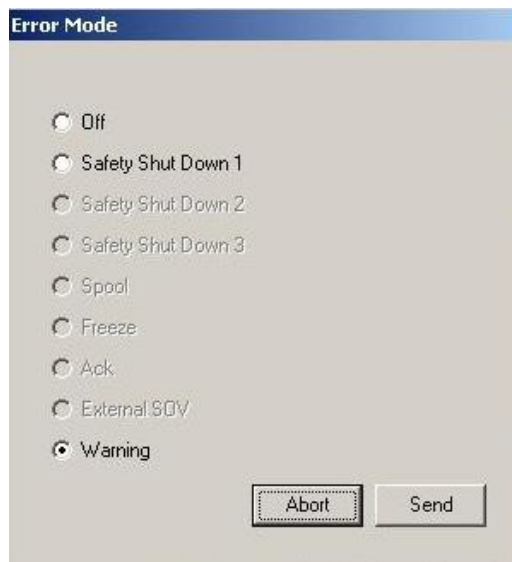 Error Mode
Off
Safety Shut Down 1
Safety Shut Down 2
Safety Shut Down 3
Spool
Freeze
Ack
External SOV
Warning
Abort Send